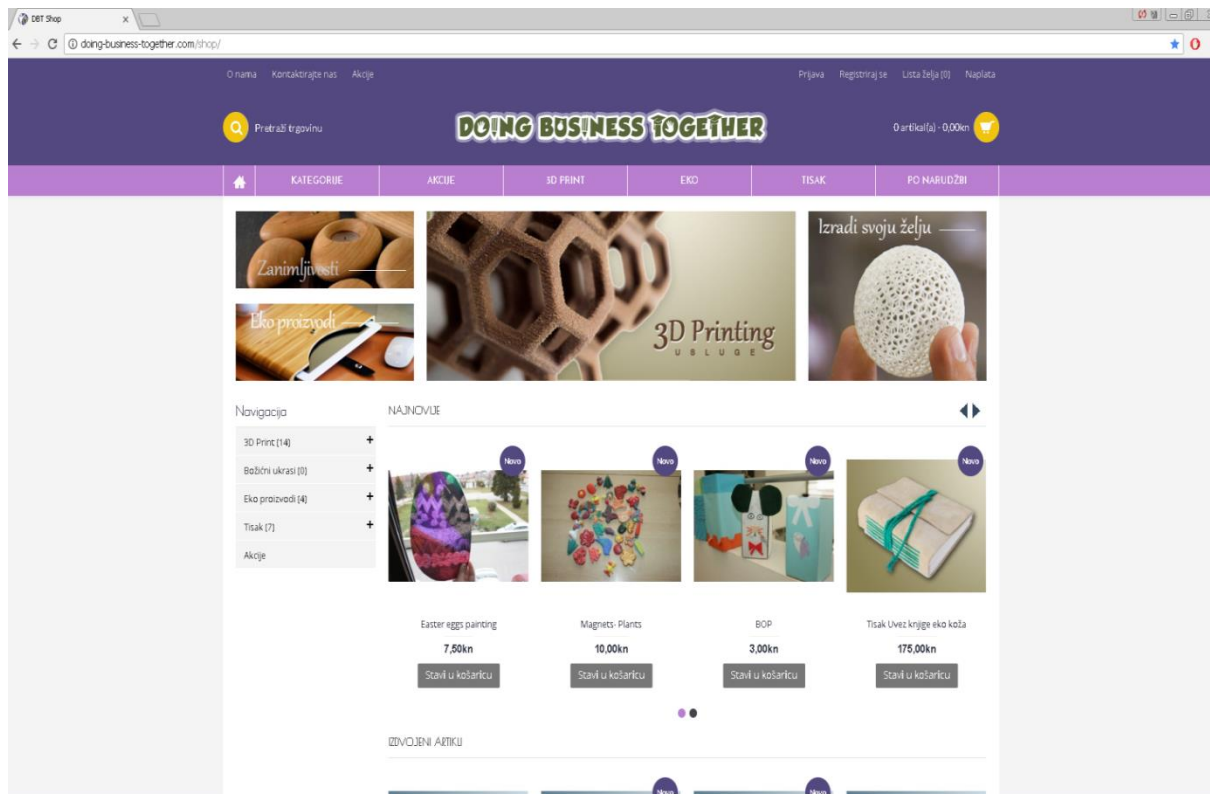 DBT Shop
doing-business-together.com/shop/
O nama Kontaktirajte nas Akcije
Prijava Registriraj se Lista želja (0) Naplata
Pretraži trgovinu
DOING BUSINESS TOGETHER
0 artikal(a) - 0,00kn
KATEGORIJE AKCIJE 3D PRINT EKO TISAK PO NARUDŽBI
Zanimljivosti
Eko proizvodi
3D Printing
USLUGE
Izradi svoju želju
Navigacija
3D Print (14) +
Božićni ukrasi (0) +
Eko proizvodi (4) +
Tisak (7) +
Akcije
NAJNOVIJE
Novo Novo Novo Novo
Easter eggs painting Magnets- Plants BOP Tisak Uvez knjige eko koža
7,50kn 10,00kn 3,00kn 175,00kn
Stavi u košaricu Stavi u košaricu Stavi u košaricu Stavi u košaricu
IZDVOJENI ARTIKLI
Novo Novo